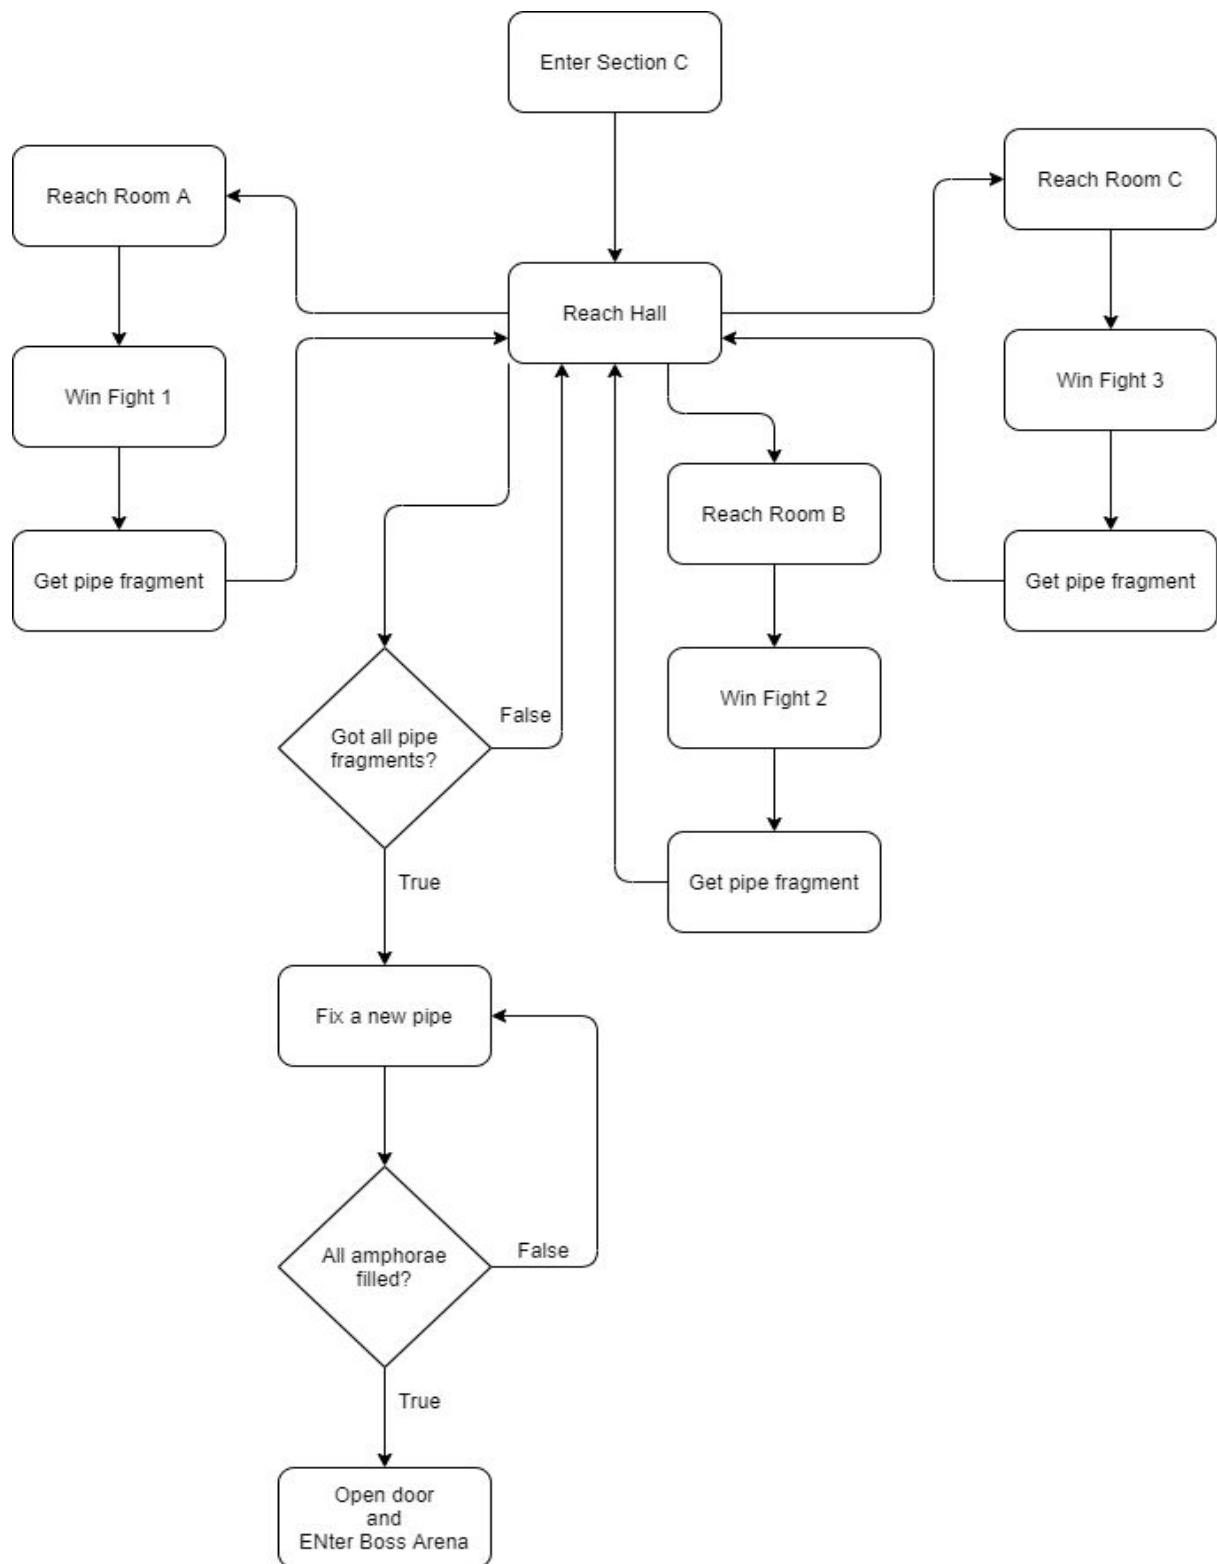 Enter Section C
Reach Room A
Reach Room C
Reach Hall
Win Fight 1
Win Fight 3
Reach Room B
Get pipe fragment
Get pipe fragment
Win Fight 2
False
Got all pipe
fragments?
Get pipe fragment
True
Fix a new pipe
All amphorae
filled?
False
True
Open door
and
ENter Boss Arena